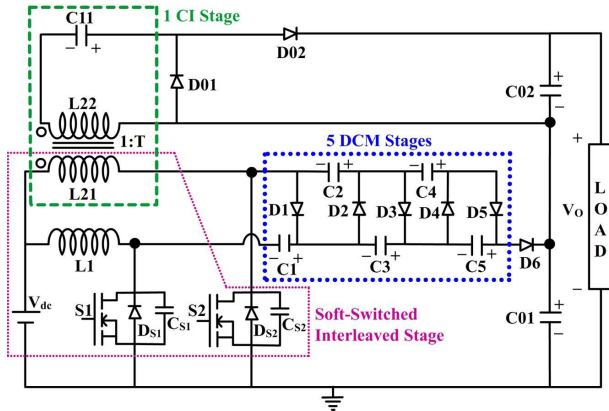 1 CI Stage
C11
− +
D02
D01
L22
C02
+
−
1:T
5 DCM Stages
L21
− +
C2
− +
C4
D1
D2
D3
D4
D5
− +
C1
− +
C3
− +
C5
D6
L1
+
V_O
−
LOAD
V_dc
S1
D_S1
C_S1
S2
D_S2
C_S2
Soft-Switched
Interleaved Stage
C01
+
−